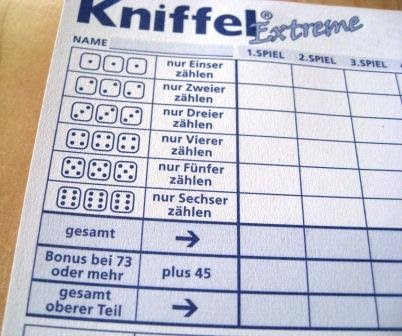 Kniffel® Extreme
NAME 1.SPIEL 2.SPIEL 3.SPIEL
nur Einser
zählen
nur Zweier
zählen
nur Dreier
zählen
nur Vierer
zählen
nur Fünfer
zählen
nur Sechser
zählen
gesamt →
Bonus bei 73
oder mehr
plus 45
gesamt
oberer Teil →